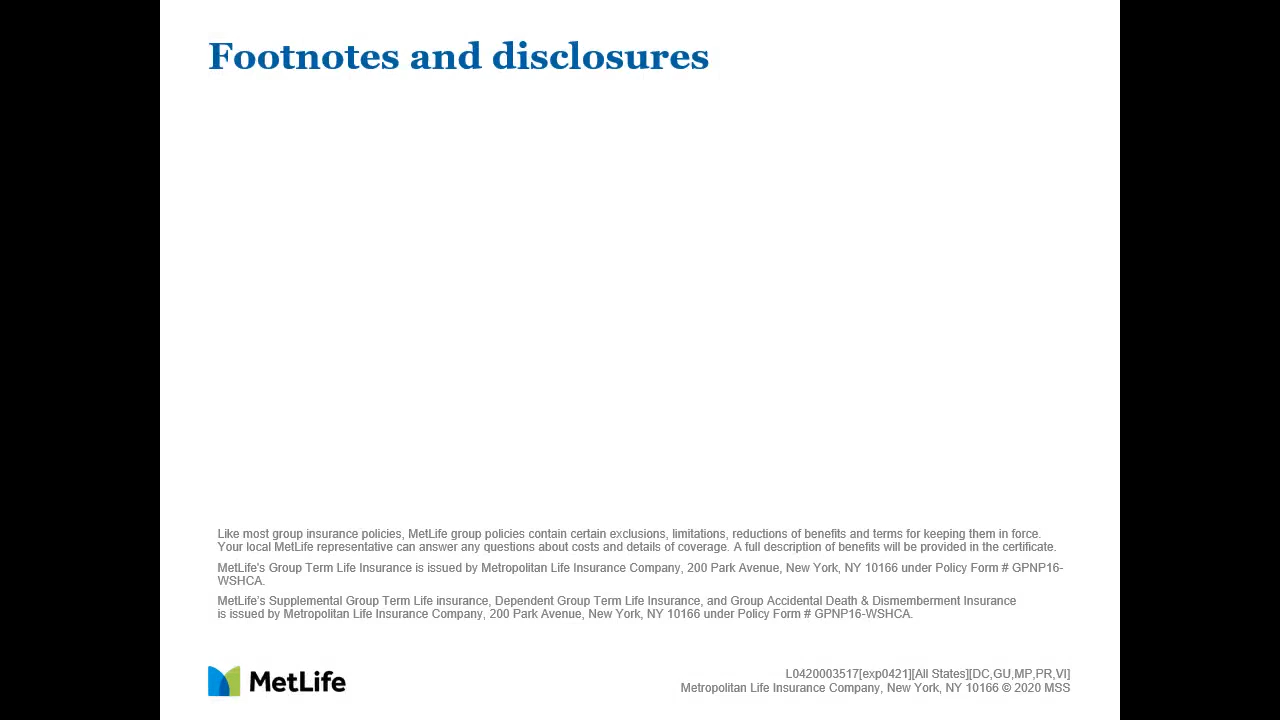 Footnotes and disclosures
Like most group insurance policies, MetLife group policies contain certain exclusions, limitations, reductions of benefits and terms for keeping them in force.
Your local MetLife representative can answer any questions about costs and details of coverage. A full description of benefits will be provided in the certificate.
MetLife's Group Term Life Insurance is issued by Metropolitan Life Insurance Company, 200 Park Avenue, New York, NY 10166 under Policy Form # GPNP16-
WSHCA.
MetLife’s Supplemental Group Term Life insurance, Dependent Group Term Life Insurance, and Group Accidental Death & Dismemberment Insurance
is issued by Metropolitan Life Insurance Company, 200 Park Avenue, New York, NY 10166 under Policy Form # GPNP16-WSHCA.
MetLife
L0420003517[exp0421][All States][DC,GU,MP,PR,VI]
Metropolitan Life Insurance Company, New York, NY 10166 © 2020 MSS